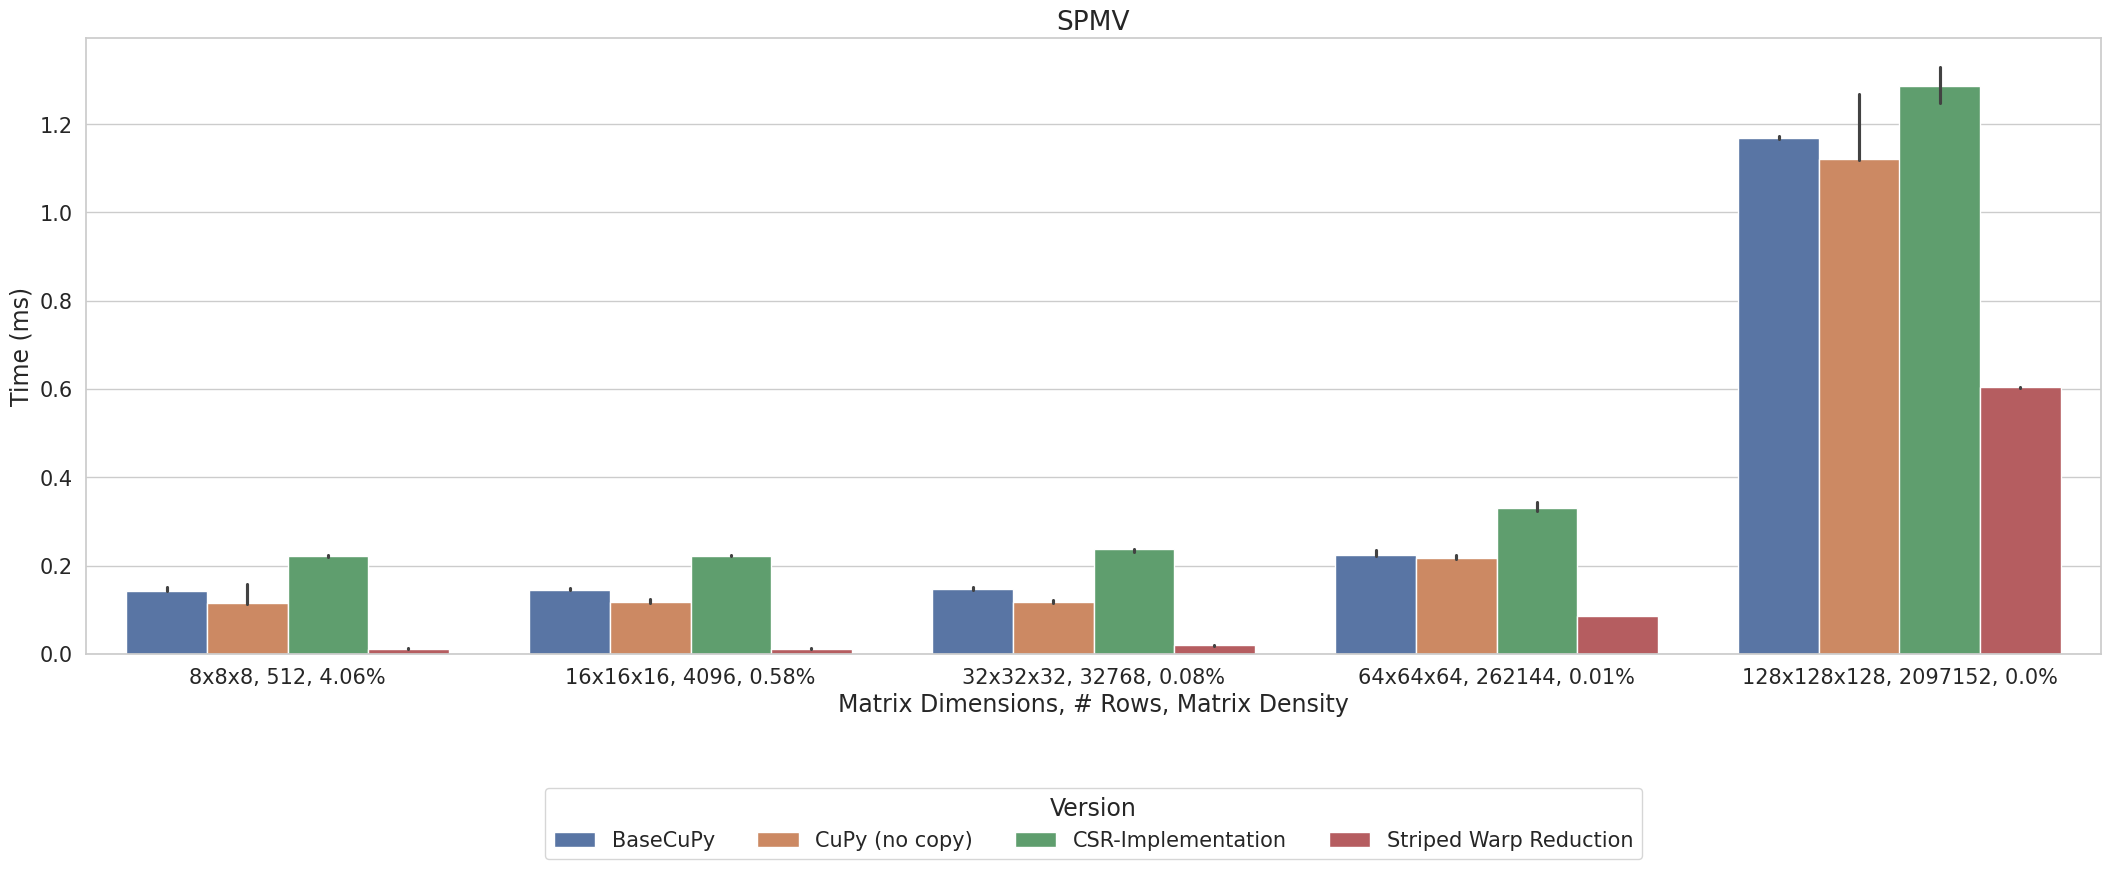 SPMV
Time (ms)
1.2
1.0
0.8
0.6
0.4
0.2
0.0
8x8x8, 512, 4.06%
16x16x16, 4096, 0.58%
32x32x32, 32768, 0.08%
64x64x64, 262144, 0.01%
128x128x128, 2097152, 0.0%
Matrix Dimensions, # Rows, Matrix Density
Version
BaseCuPy
CuPy (no copy)
CSR-Implementation
Striped Warp Reduction